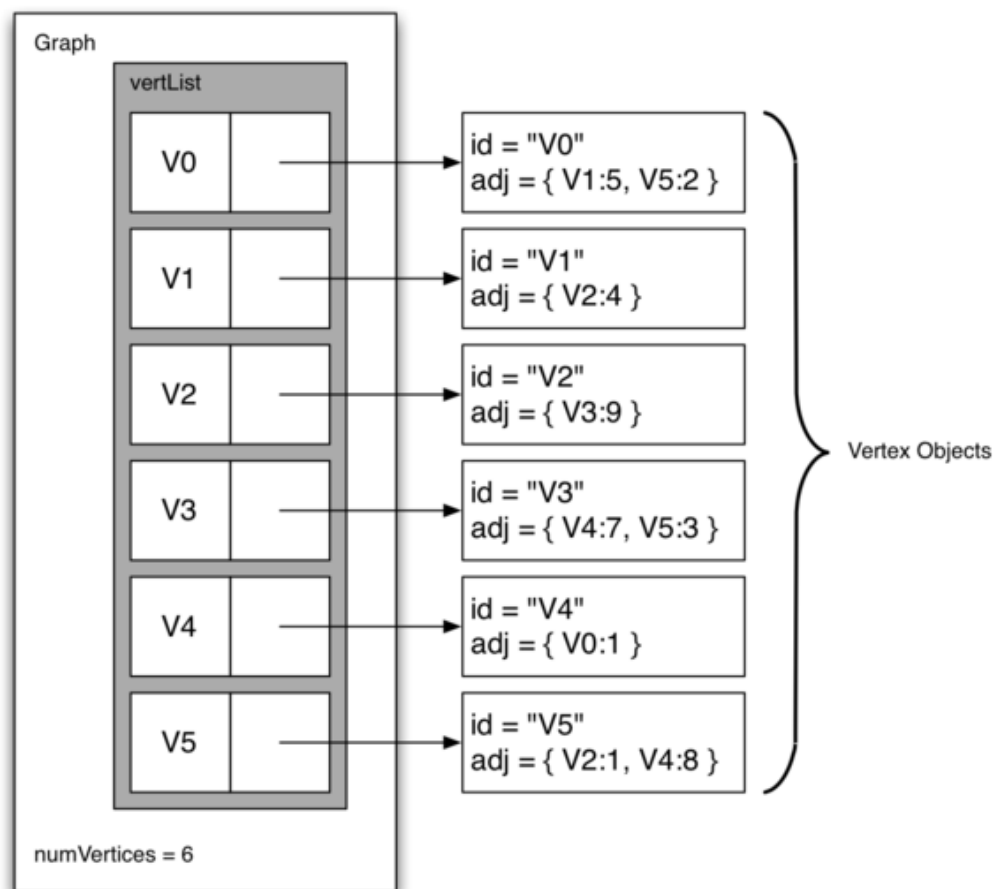 Graph
vertList
V0
id = "V0"
adj = { V1:5, V5:2 }
V1
id = "V1"
adj = { V2:4 }
V2
id = "V2"
adj = { V3:9 }
V3
id = "V3"
adj = { V4:7, V5:3 }
V4
id = "V4"
adj = { V0:1 }
V5
id = "V5"
adj = { V2:1, V4:8 }
Vertex Objects
numVertices = 6